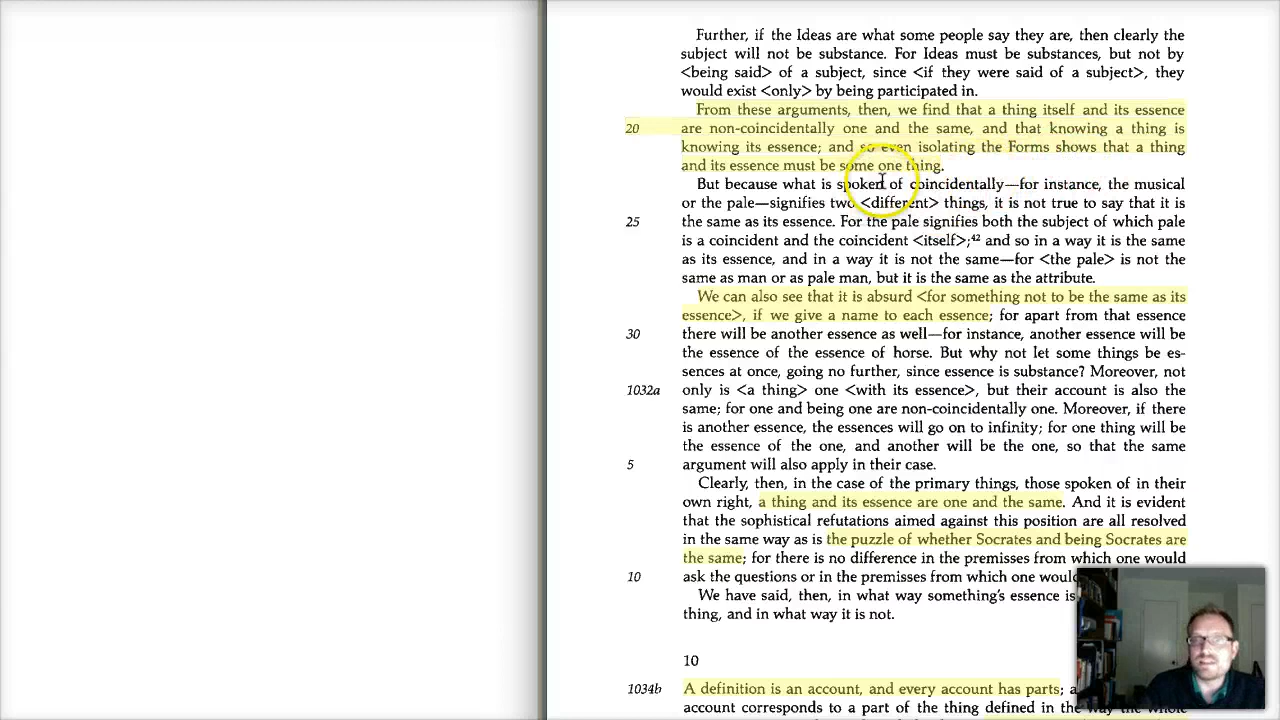 Further, if the Ideas are what some people say they are, then clearly the
subject will not be substance. For Ideas must be substances, but not by
<being said> of a subject, since <if they were said of a subject>, they
would exist <only> by being participated in.
From these arguments, then, we find that a thing itself and its essence
20 are non-coincidentally one and the same, and that knowing a thing is
knowing its essence; and so even isolating the Forms shows that a thing
and its essence must be some one thing.
But because what is spoken of coincidentally—for instance, the musical
or the pale—signifies two <different> things, it is not true to say that it is
25 the same as its essence. For the pale signifies both the subject of which pale
is a coincident and the coincident <itself>;42 and so in a way it is the same
as its essence, and in a way it is not the same—for <the pale> is not the
same as man or as pale man, but it is the same as the attribute.
We can also see that it is absurd <for something not to be the same as its
essence>, if we give a name to each essence; for apart from that essence
30 there will be another essence as well—for instance, another essence will be
the essence of the essence of horse. But why not let some things be es-
sences at once, going no further, since essence is substance? Moreover, not
1032a only is <a thing> one <with its essence>, but their account is also the
same; for one and being one are non-coincidentally one. Moreover, if there
is another essence, the essences will go on to infinity; for one thing will be
the essence of the one, and another will be the one, so that the same
5 argument will also apply in their case.
Clearly, then, in the case of the primary things, those spoken of in their
own right, a thing and its essence are one and the same. And it is evident
that the sophistical refutations aimed against this position are all resolved
in the same way as is the puzzle of whether Socrates and being Socrates are
the same; for there is no difference in the premisses from which one would
10 ask the questions or in the premisses from which one would
We have said, then, in what way something's essence is
thing, and in what way it is not.
10
1034b A definition is an account, and every account has parts;
account corresponds to a part of the thing defined in the way the whole